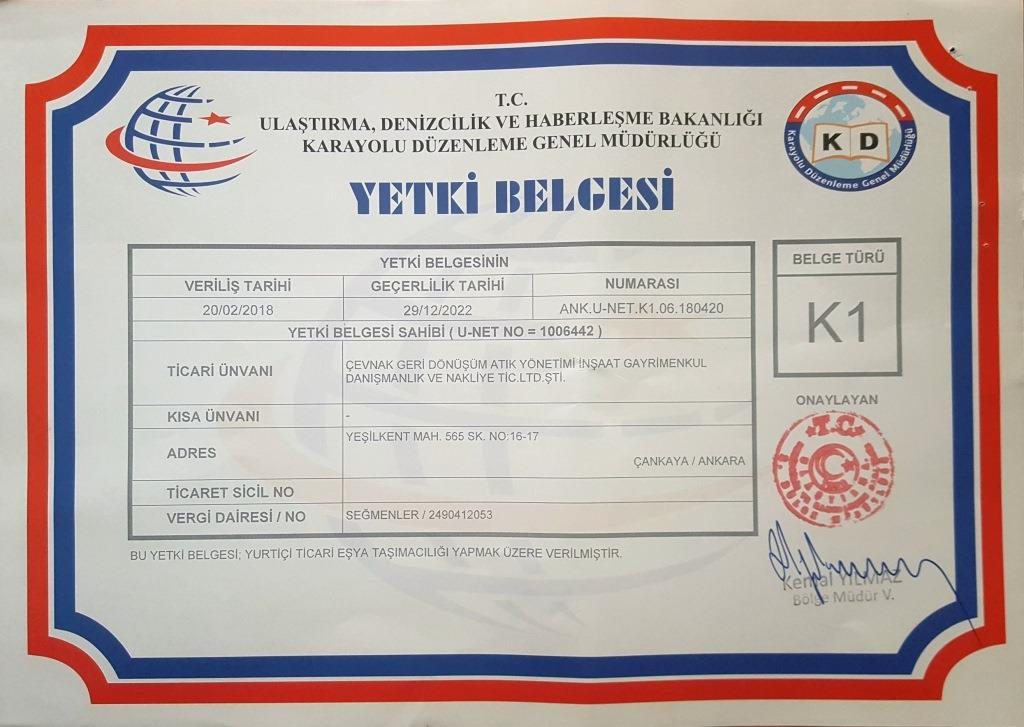 T.C.
ULAŞTIRMA, DENİZCİLİK VE HABERLEŞME BAKANLIĞI
KARAYOLU DÜZENLEME GENEL MÜDÜRLÜĞÜ
K D
Karayolu Düzenleme Genel Müdürlüğü
YETKİ BELGESİ
YETKİ BELGESİNİN
VERİLİŞ TARİHİ GEÇERLİLİK TARİHİ NUMARASI
20/02/2018 29/12/2022 ANK.U-NET.K1.06.180420
YETKİ BELGESİ SAHİBİ ( U-NET NO = 1006442 )
TİCARİ ÜNVANI
ÇEVNAK GERİ DÖNÜŞÜM ATIK YÖNETİMİ İNŞAAT GAYRİMENKUL
DANIŞMANLIK VE NAKLİYE TİC.LTD.ŞTİ.
KISA ÜNVANI -
ADRES
YEŞİLKENT MAH. 565 SK. NO:16-17
ÇANKAYA / ANKARA
TİCARET SİCİL NO
VERGİ DAİRESİ / NO SEĞMENLER / 2490412053
BU YETKİ BELGESİ; YURTİÇİ TİCARİ EŞYA TAŞIMACILIĞI YAPMAK ÜZERE VERİLMİŞTİR.
BELGE TÜRÜ
K1
ONAYLAYAN
T.C.
Kemal YILMAZ
Bölge Müdür V.